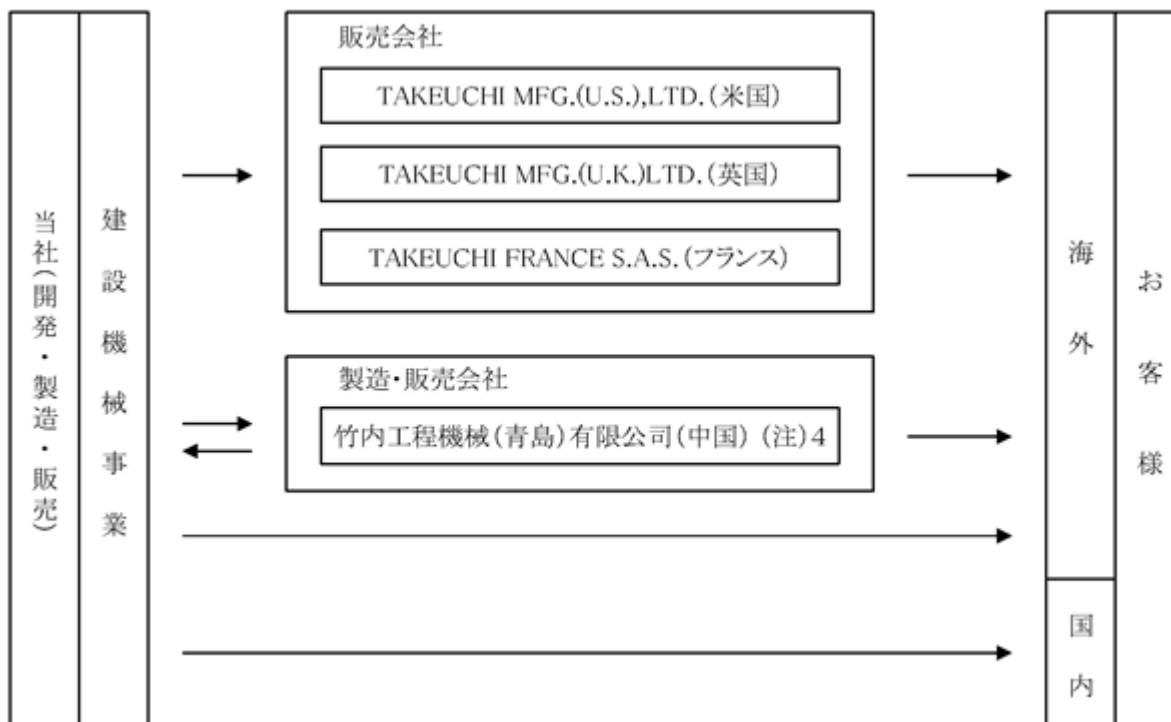 当社(開発・製造・販売)
建設機械事業
販売会社
TAKEUCHI MFG.(U.S.),LTD.(米国)
TAKEUCHI MFG.(U.K.)LTD.(英国)
TAKEUCHI FRANCE S.A.S.(フランス)
製造・販売会社
竹内工程機械(青島)有限公司(中国) (注)4
海外
国内
お客様